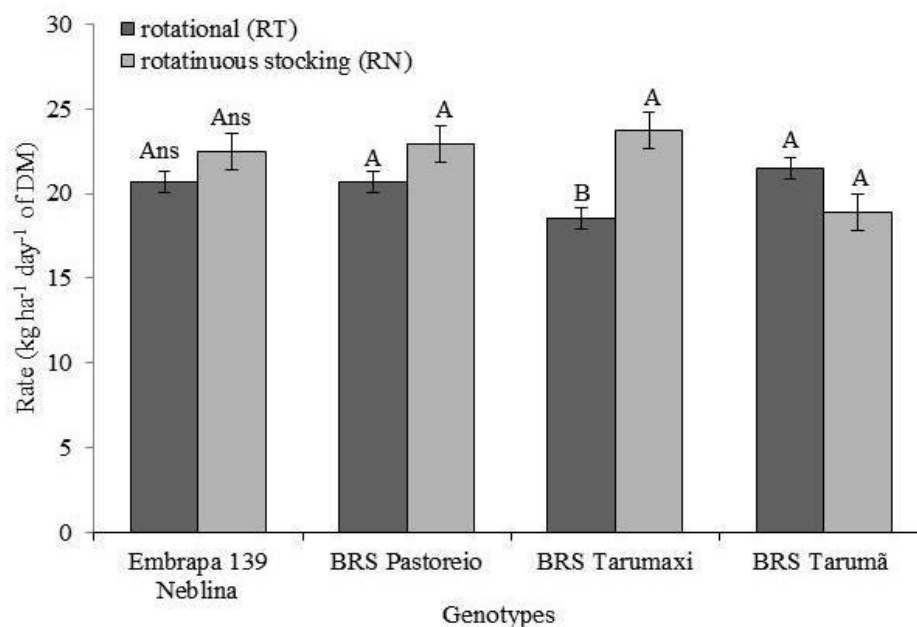 30
25
20
15
10
5
0
Rate (kg ha-1 day-1 of DM)
rotational (RT)
rotatinuous stocking (RN)
Ans
Ans
A
A
B
A
A
A
Embrapa 139
Neblina
BRS Pastoreio
BRS Tarumaxi
BRS Tarumã
Genotypes